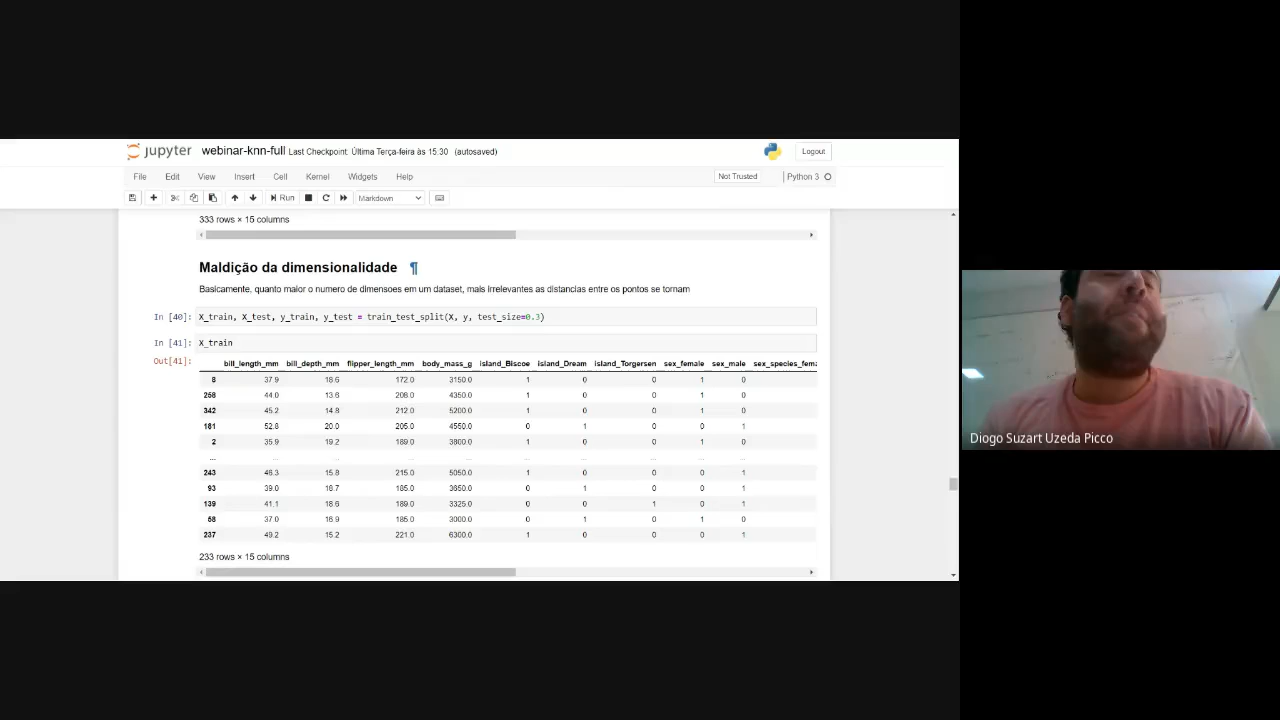 jupyter webinar-knn-full Last Checkpoint: Última Terça-feira às 15:30 (autosaved) Logout
File Edit View Insert Cell Kernel Widgets Help Not Trusted Python 3
Run Markdown
333 rows × 15 columns
Maldição da dimensionalidade ¶
Basicamente, quanto maior o numero de dimensoes em um dataset, mais irrelevantes as distancias entre os pontos se tornam
In [40]: X_train, X_test, y_train, y_test = train_test_split(X, y, test_size=0.3)
In [41]: X_train
Out[41]:
bill_length_mm bill_depth_mm flipper_length_mm body_mass_g island_Biscoe island_Dream island_Torgersen sex_female sex_male sex_species_fema
8 37.9 18.6 172.0 3150.0 1 0 0 1 0
258 44.0 13.6 208.0 4350.0 1 0 0 1 0
342 45.2 14.8 212.0 5200.0 1 0 0 1 0
181 52.8 20.0 205.0 4550.0 0 1 0 0 1
2 35.9 19.2 189.0 3800.0 1 0 0 1 0
... ... ... ... ... ... ... ... ... ...
243 46.3 15.8 215.0 5050.0 1 0 0 0 1
93 39.0 18.7 185.0 3650.0 0 1 0 0 1
139 41.1 18.6 189.0 3325.0 0 0 1 0 1
58 37.0 16.9 185.0 3000.0 0 1 0 1 0
237 49.2 15.2 221.0 6300.0 1 0 0 0 1
233 rows × 15 columns
Diogo Suzart Uzeda Picco